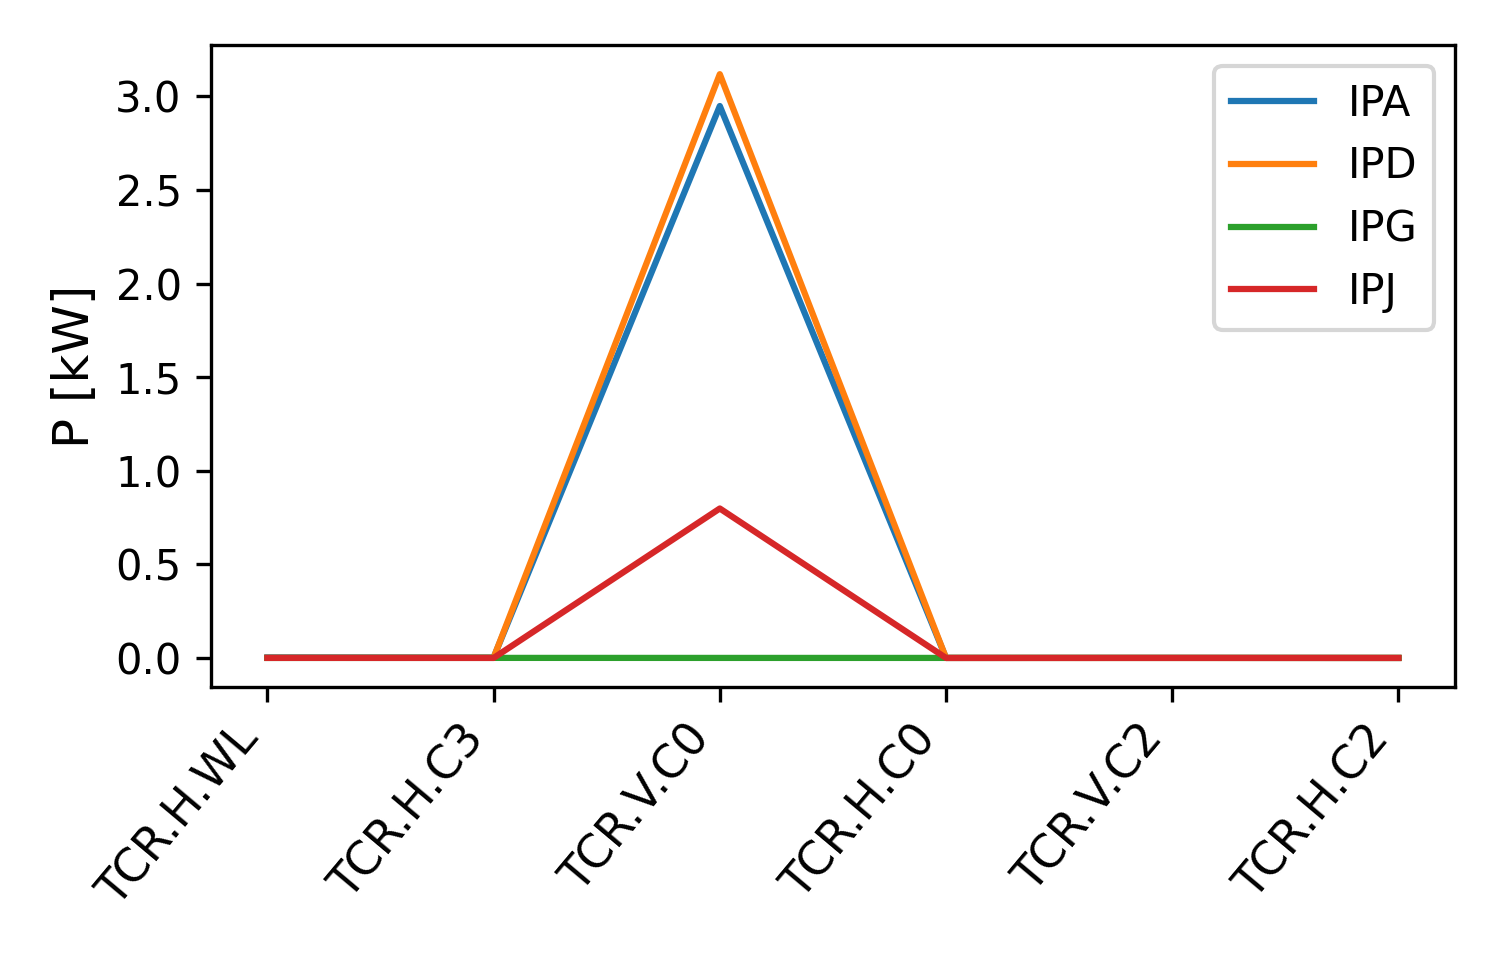 P [kW]
3.0
2.5
2.0
1.5
1.0
0.5
0.0
IPA
IPD
IPG
IPJ
TCR.H.WL
TCR.H.C3
TCR.V.C0
TCR.H.C0
TCR.V.C2
TCR.H.C2